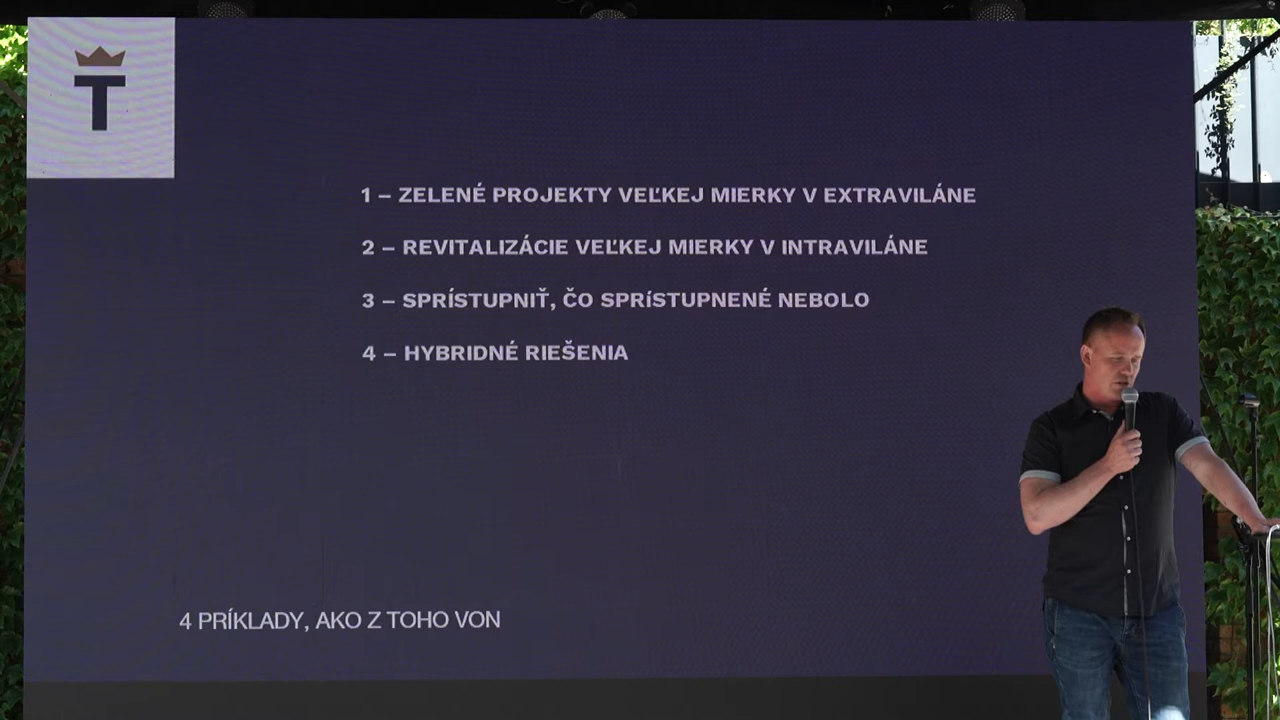 T
1 – ZELENÉ PROJEKTY VEĽKEJ MIERKY V EXTRAVILÁNE
2 – REVITALIZÁCIE VEĽKEJ MIERKY V INTRAVILÁNE
3 – SPRÍSTUPNIŤ, ČO SPRíSTUPNENÉ NEBOLO
4 – HYBRIDNÉ RIEŠENIA
4 PRÍKLADY, AKO Z TOHO VON